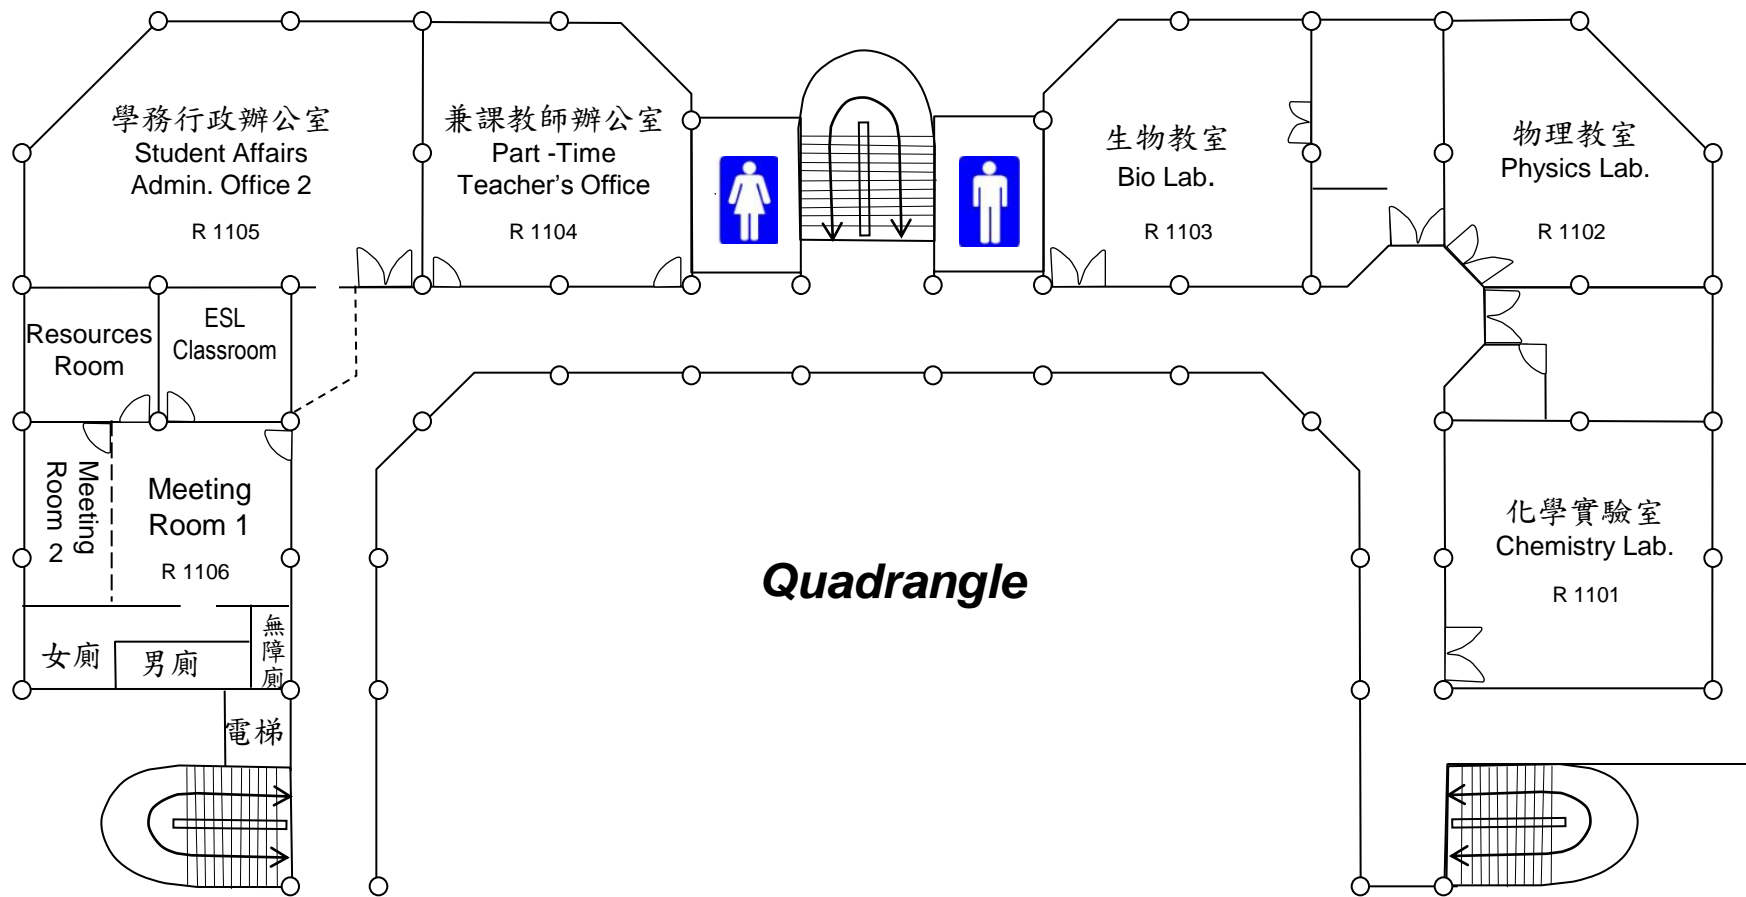 學務行政辦公室
Student Affairs
Admin. Office 2
R 1105
兼課教師辦公室
Part -Time
Teacher's Office
R 1104
生物教室
Bio Lab.
R 1103
物理教室
Physics Lab.
R 1102
Resources
Room
ESL
Classroom
Meeting
Room 2
Meeting
Room 1
R 1106
Quadrangle
化學實驗室
Chemistry Lab.
R 1101
女廁
男廁
無障廁
電梯